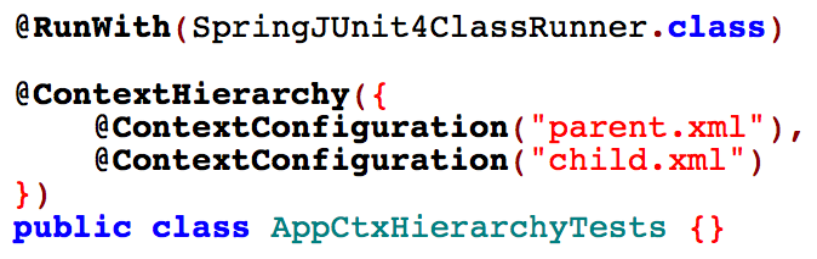 @RunWith(SpringJUnit4ClassRunner.class)
@ContextHierarchy({
    @ContextConfiguration("parent.xml"),
    @ContextConfiguration("child.xml")
})
public class AppCtxHierarchyTests {}